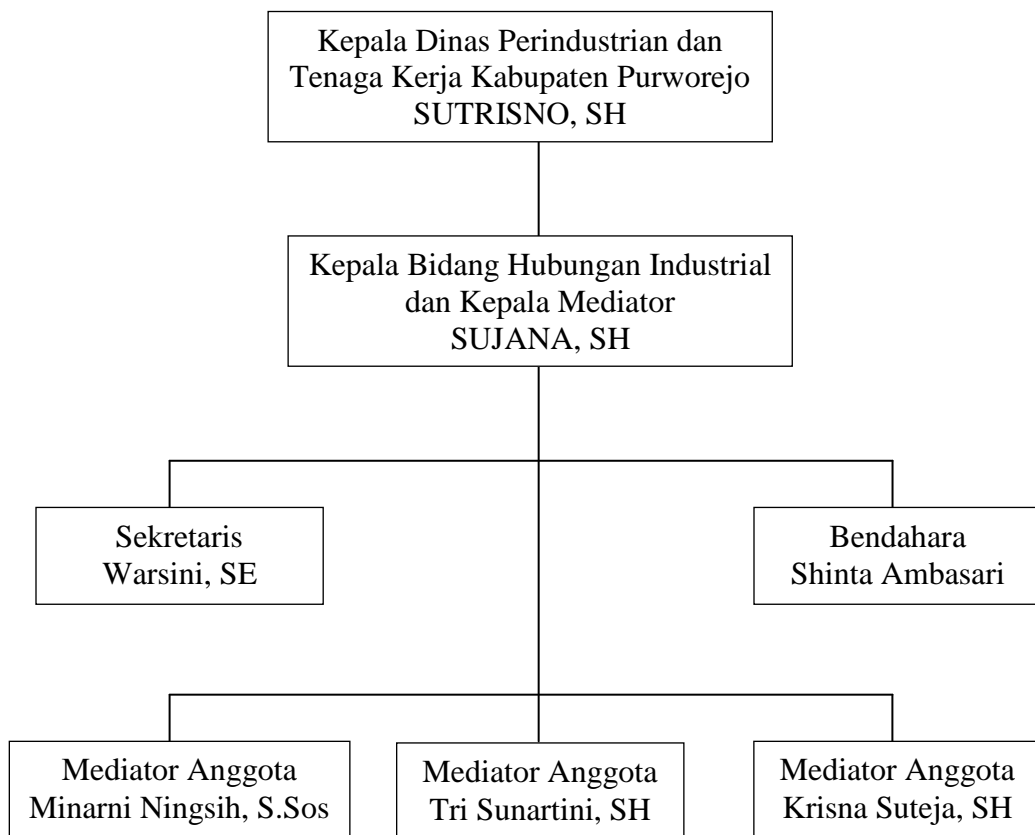 Kepala Dinas Perindustrian dan
Tenaga Kerja Kabupaten Purworejo
SUTRISNO, SH
Kepala Bidang Hubungan Industrial
dan Kepala Mediator
SUJANA, SH
Sekretaris
Warsini, SE
Bendahara
Shinta Ambasari
Mediator Anggota
Minarni Ningsih, S.Sos
Mediator Anggota
Tri Sunartini, SH
Mediator Anggota
Krisna Suteja, SH